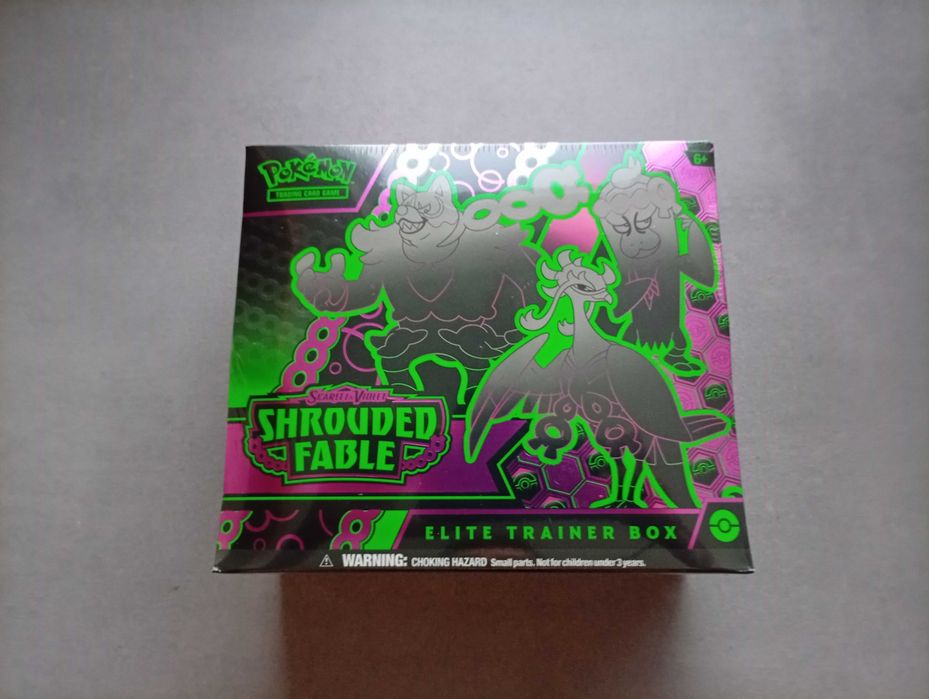 POKéMON
TRADING CARD GAME
6+
SCARLET & VIOLET
SHROUDED
FABLE
ELITE TRAINER BOX
WARNING: CHOKING HAZARD Small parts. Not for children under 3 years.